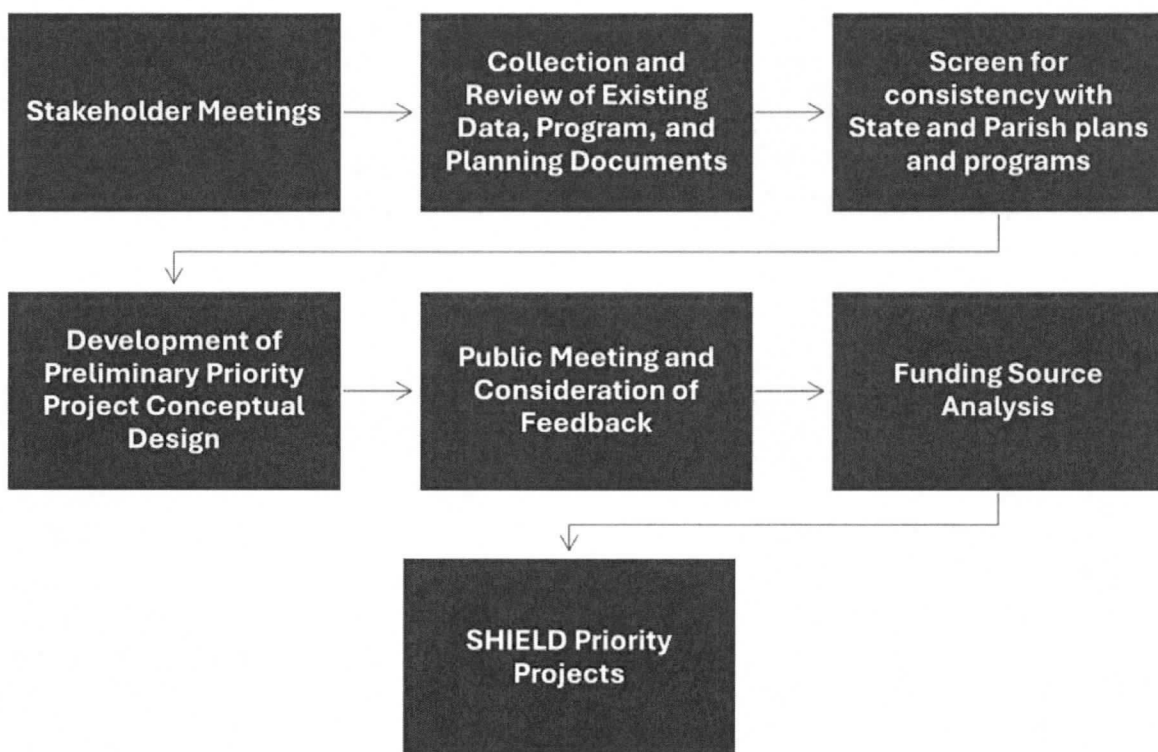 Stakeholder Meetings
Collection and
Review of Existing
Data, Program, and
Planning Documents
Screen for
consistency with
State and Parish plans
and programs
Development of
Preliminary Priority
Project Conceptual
Design
Public Meeting and
Consideration of
Feedback
Funding Source
Analysis
SHIELD Priority
Projects